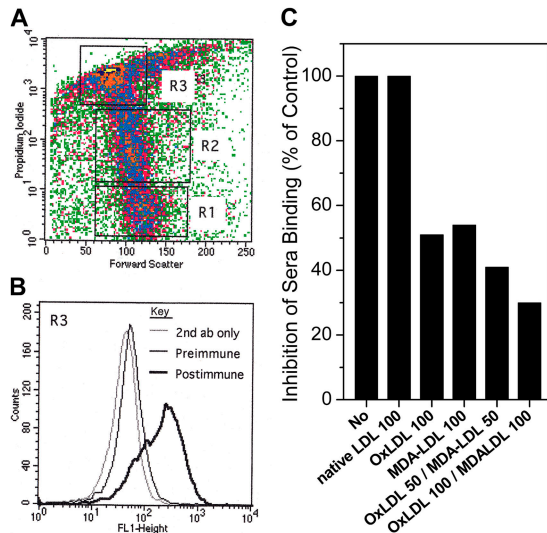 A
Propidium Iodide
10^4
10^3
10^2
10^1
10^0
R3
R2
R1
0 50 100 150 200 250
Forward Scatter
B
R3
Key
2nd ab only
Preimmune
Postimmune
Counts
200
160
120
80
40
0
10^0 10^1 10^2 10^3 10^4
FL1-Height
C
Inhibition of Sera Binding (% of Control)
100
80
60
40
20
0
No
native LDL 100
OxLDL 100
MDA-LDL 100
OxLDL 50 / MDA-LDL 50
OxLDL 100 / MDALDL 100